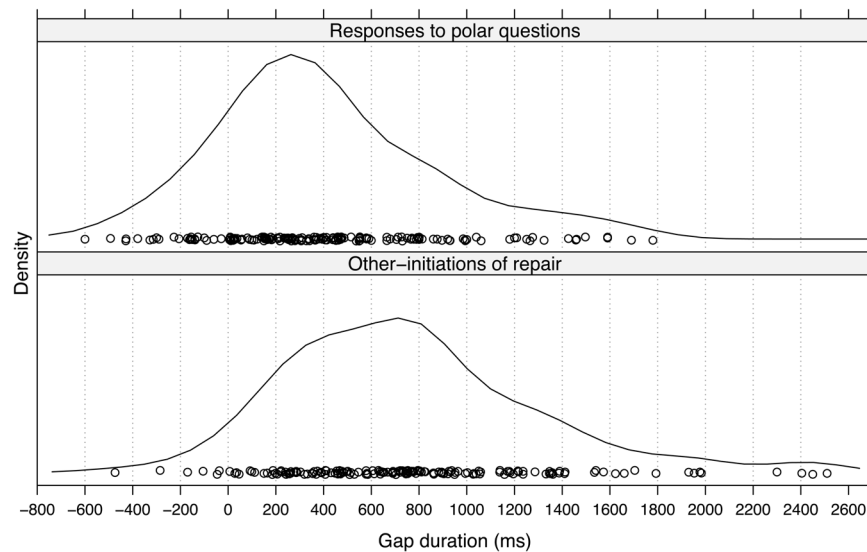 Responses to polar questions
Density
Other−initiations of repair
−800 −600 −400 −200 0 200 400 600 800 1000 1200 1400 1600 1800 2000 2200 2400 2600
Gap duration (ms)